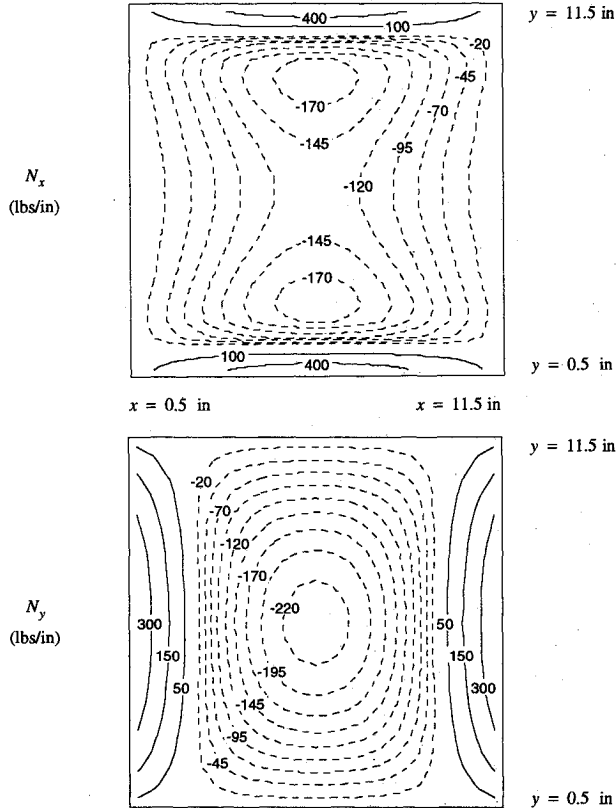 400
y = 11.5 in
100
-20
-45
-170
-70
-145
-95
N_x
(lbs/in)
-120
-145
-170
100
400
y = 0.5 in
x = 0.5 in
x = 11.5 in
y = 11.5 in
-20
-70
-120
-170
-220
N_y
(lbs/in)
300
50
150
150
-195
50
300
-145
-95
-45
y = 0.5 in